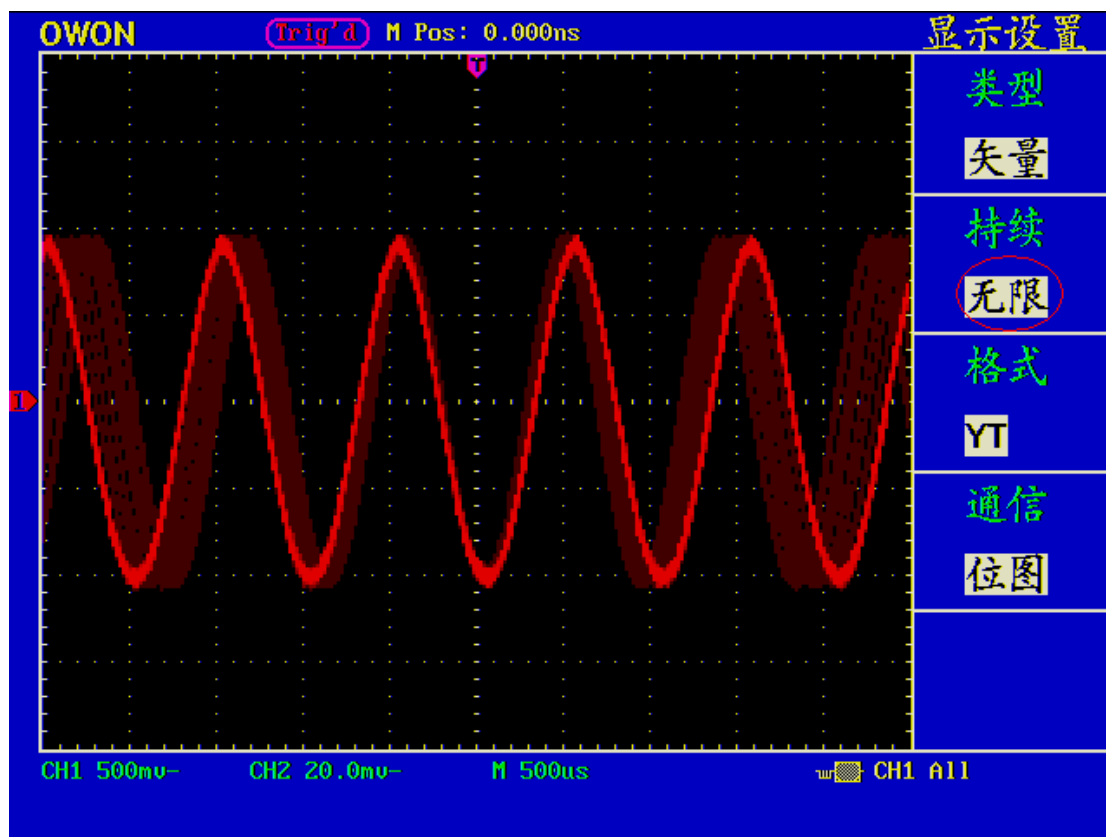 OWON Trig'd M Pos: 0.000ns 显示设置
T
类型
矢量
持续
无限
1
格式
YT
通信
位图
CH1 500mv- CH2 20.0mv- M 500us CH1 All